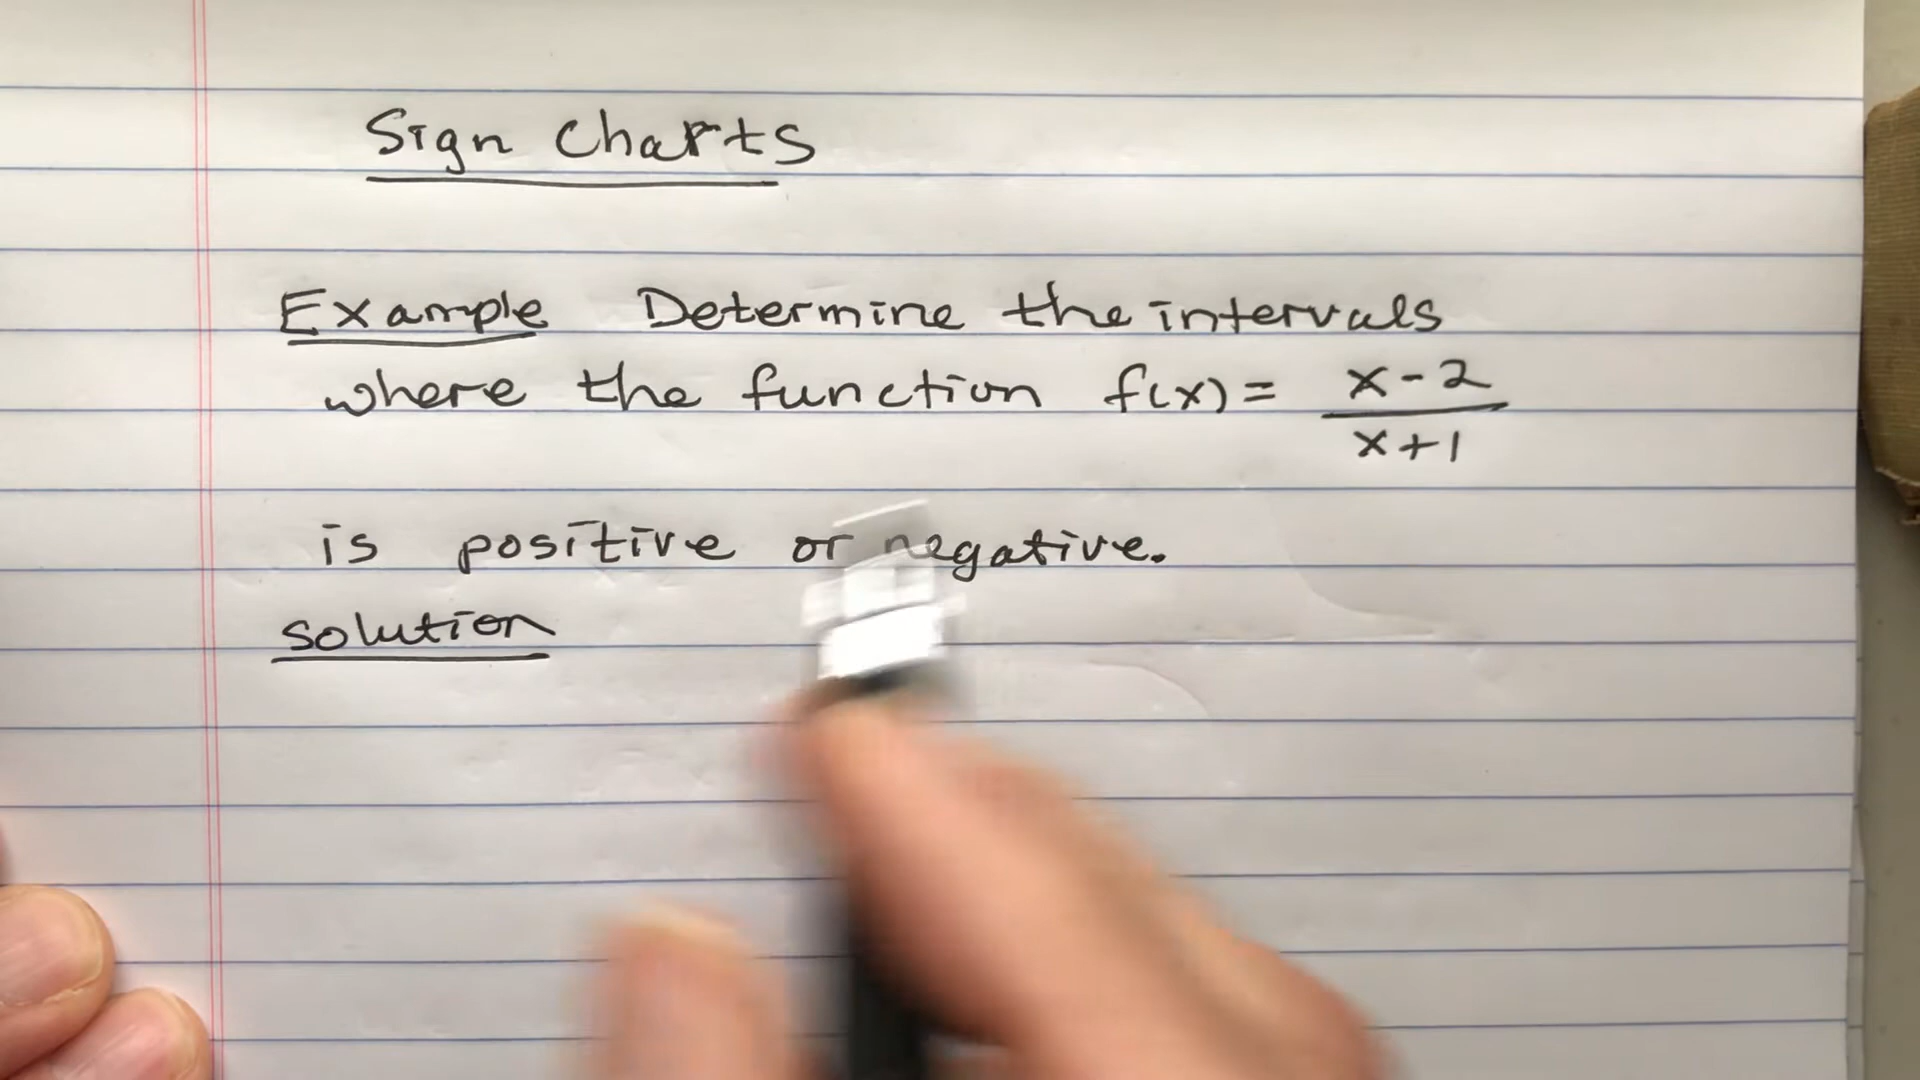 Sign Charts
Example Determine the intervals
where the function f(x) = x-2
x+1
is positive or negative.
solution